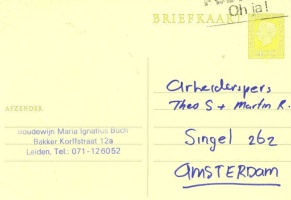 Oh ja!
BRIEFKAART
Arbeiderspers
Theo S + Martin R.
AFZENDER
Boudewijn Maria Ignatius Büch
Bakker Korffstraat 12a
Leiden. Tel.: 071-126052
Singel 262
AMSTERDAM